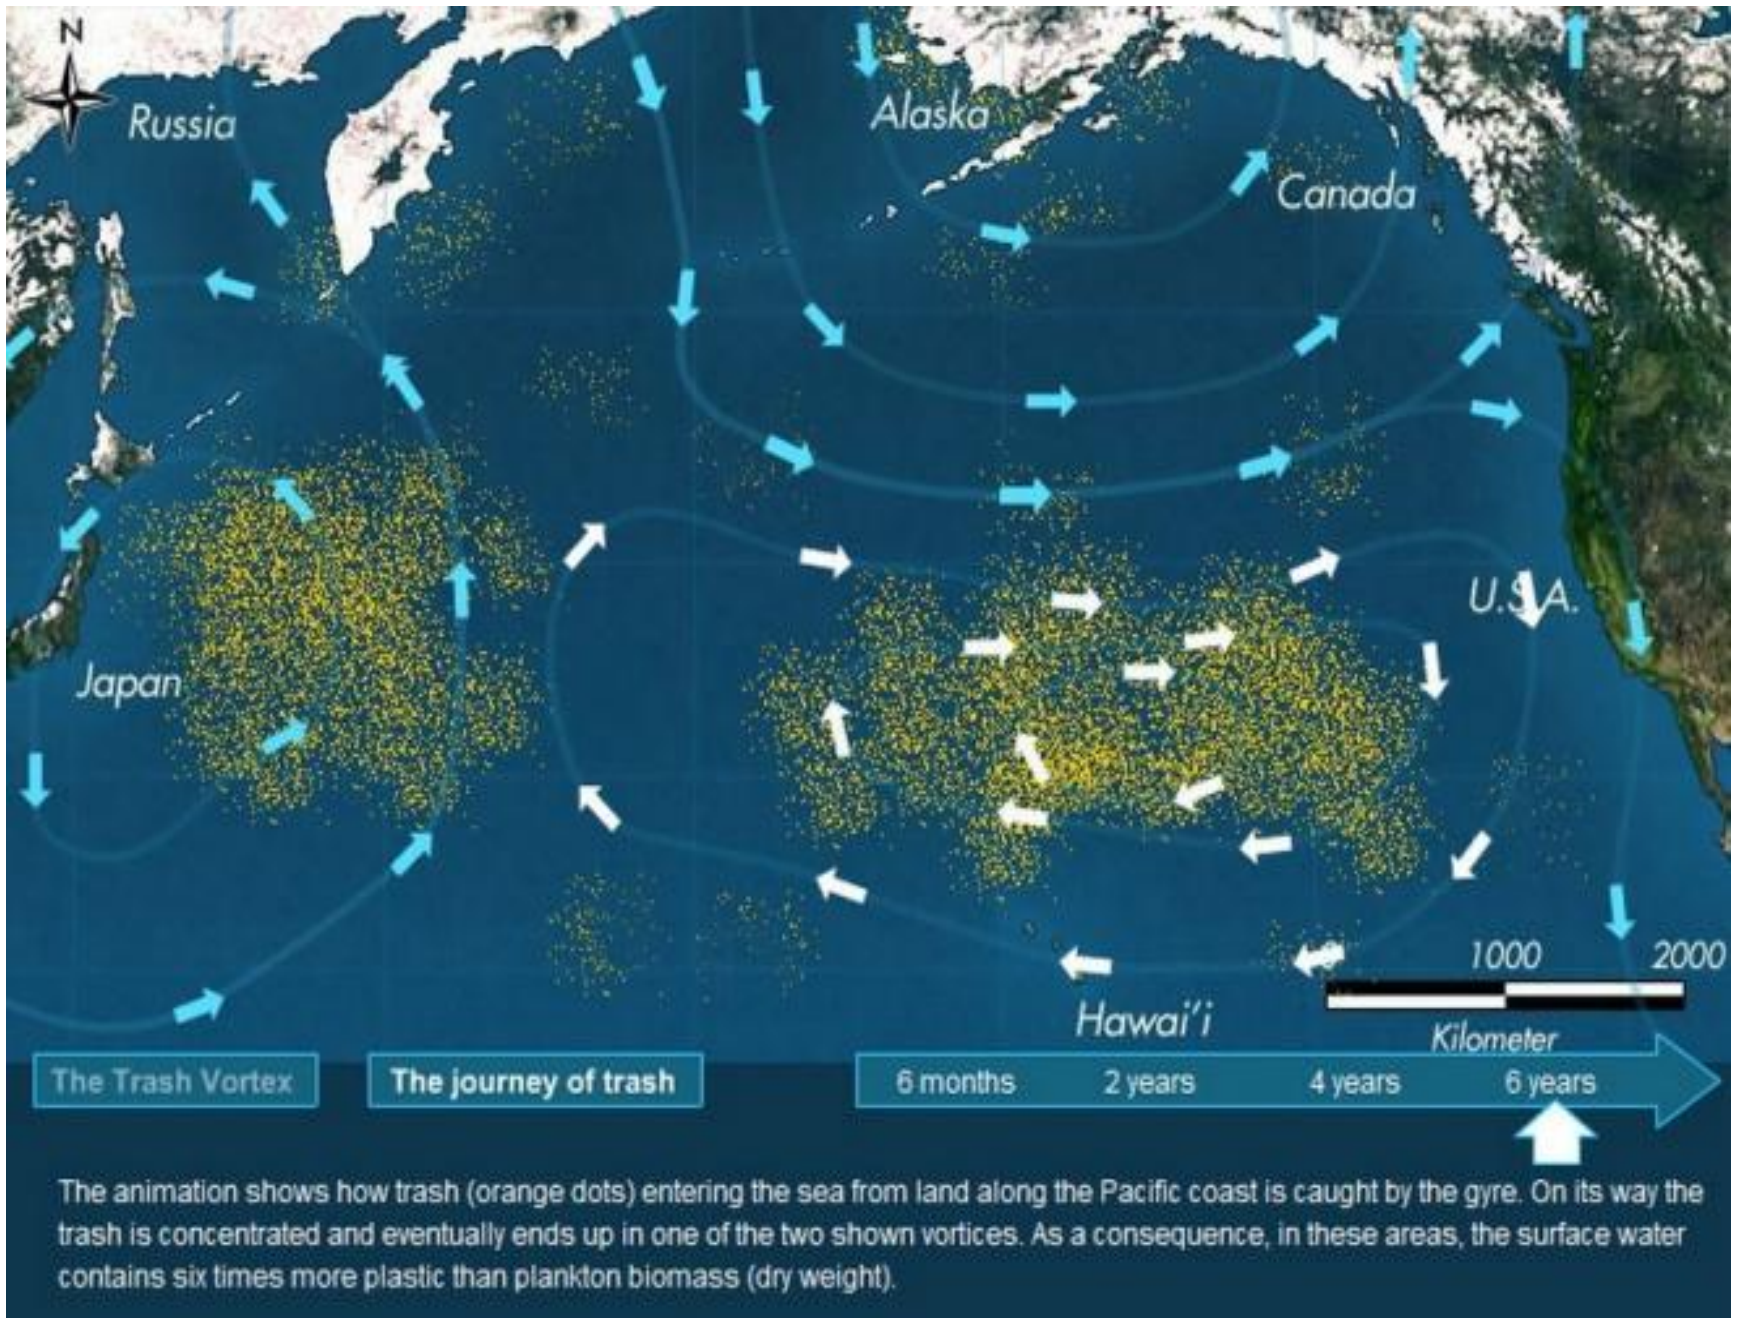 N
Russia
Alaska
Canada
U.S.A.
Japan
1000 2000
Hawai'i
Kilometer
The Trash Vortex
The journey of trash
6 months 2 years 4 years 6 years
The animation shows how trash (orange dots) entering the sea from land along the Pacific coast is caught by the gyre. On its way the
trash is concentrated and eventually ends up in one of the two shown vortices. As a consequence, in these areas, the surface water
contains six times more plastic than plankton biomass (dry weight).